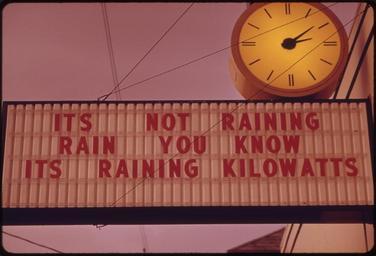 ITS NOT RAINING
RAIN YOU KNOW
ITS RAINING KILOWATTS